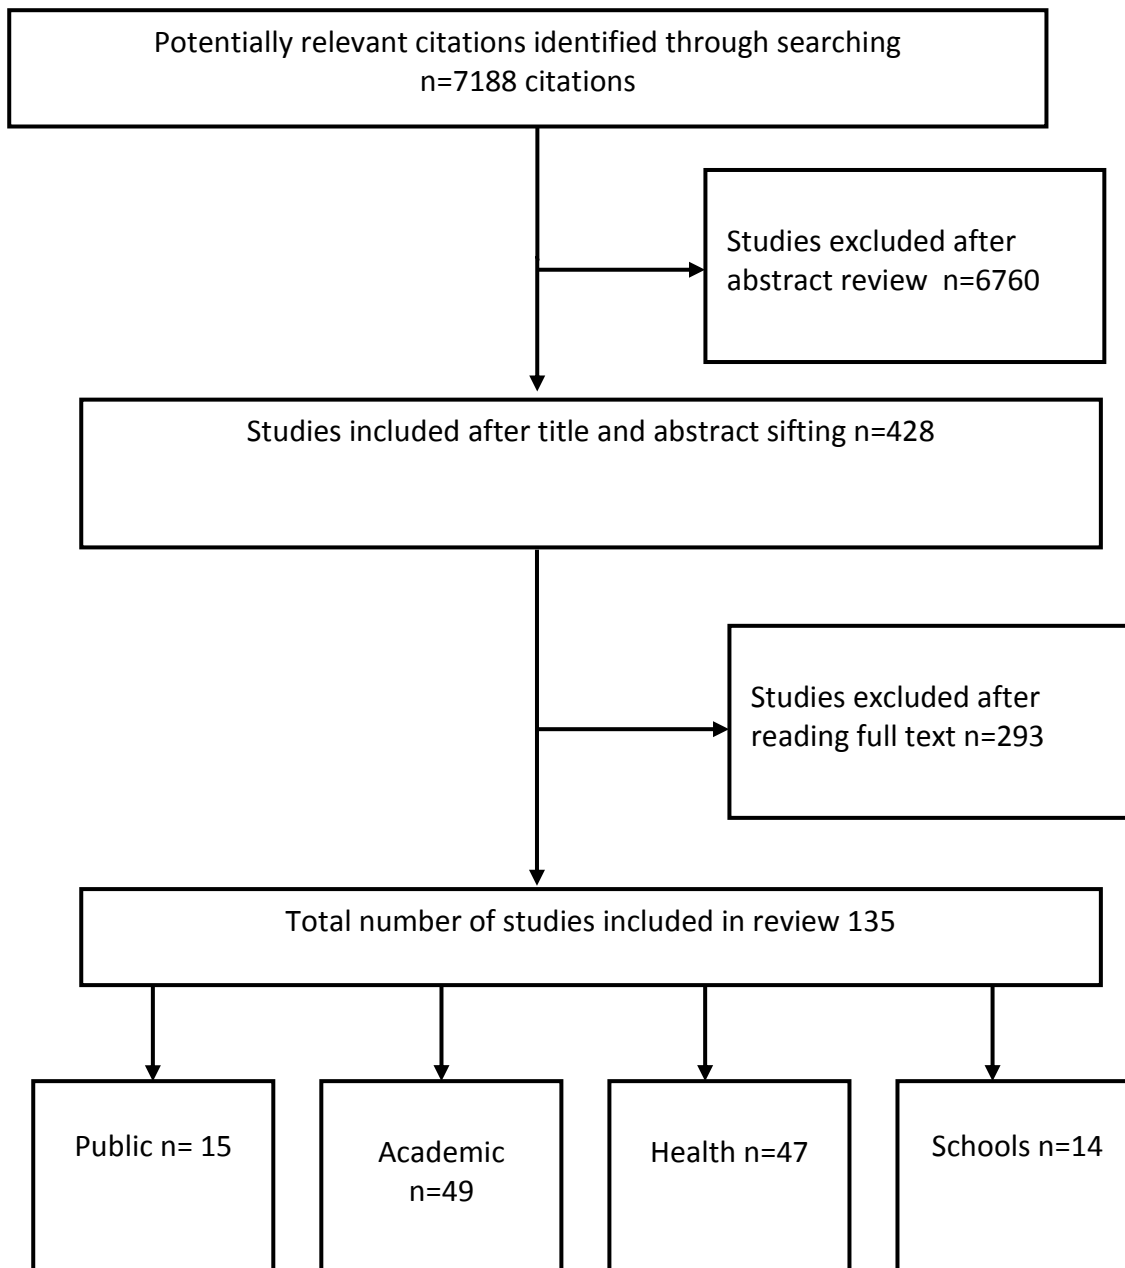 Potentially relevant citations identified through searching
n=7188 citations
Studies excluded after
abstract review  n=6760
Studies included after title and abstract sifting n=428
Studies excluded after
reading full text n=293
Total number of studies included in review 135
Public n= 15
Academic
n=49
Health n=47
Schools n=14